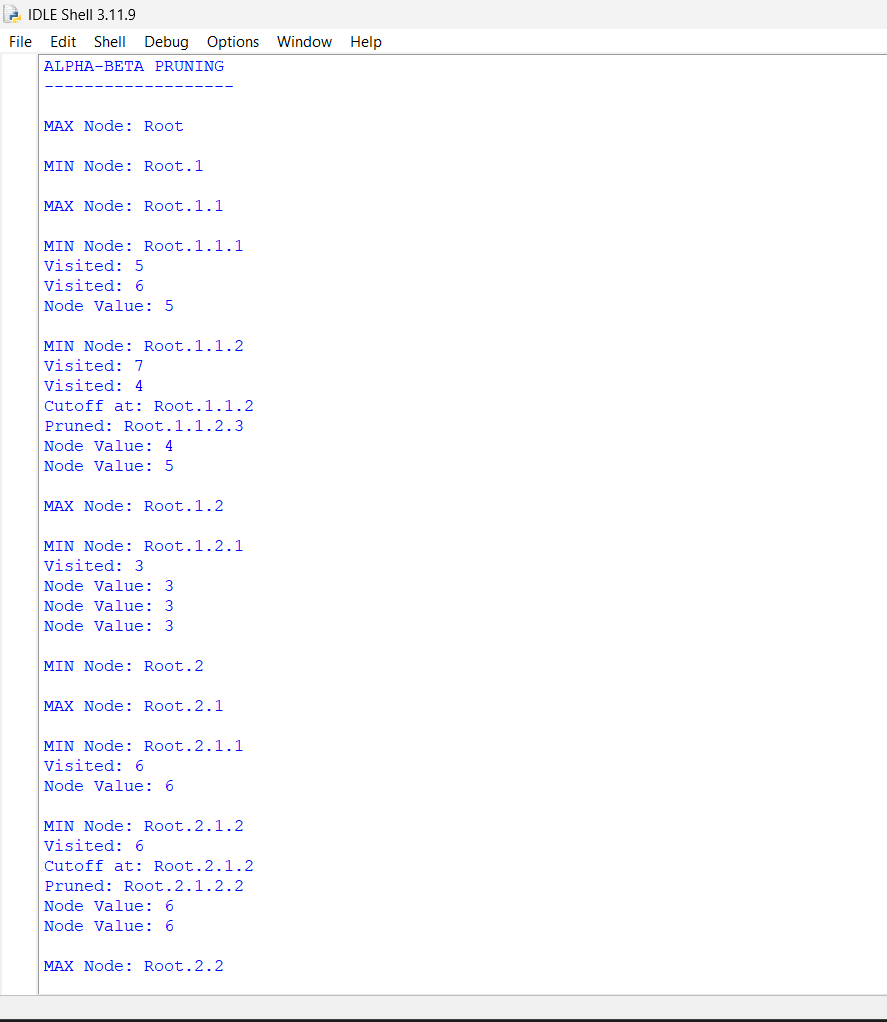 IDLE Shell 3.11.9
File Edit Shell Debug Options Window Help
ALPHA-BETA PRUNING
-------------------
MAX Node: Root
MIN Node: Root.1
MAX Node: Root.1.1
MIN Node: Root.1.1.1
Visited: 5
Visited: 6
Node Value: 5
MIN Node: Root.1.1.2
Visited: 7
Visited: 4
Cutoff at: Root.1.1.2
Pruned: Root.1.1.2.3
Node Value: 4
Node Value: 5
MAX Node: Root.1.2
MIN Node: Root.1.2.1
Visited: 3
Node Value: 3
Node Value: 3
Node Value: 3
MIN Node: Root.2
MAX Node: Root.2.1
MIN Node: Root.2.1.1
Visited: 6
Node Value: 6
MIN Node: Root.2.1.2
Visited: 6
Cutoff at: Root.2.1.2
Pruned: Root.2.1.2.2
Node Value: 6
Node Value: 6
MAX Node: Root.2.2